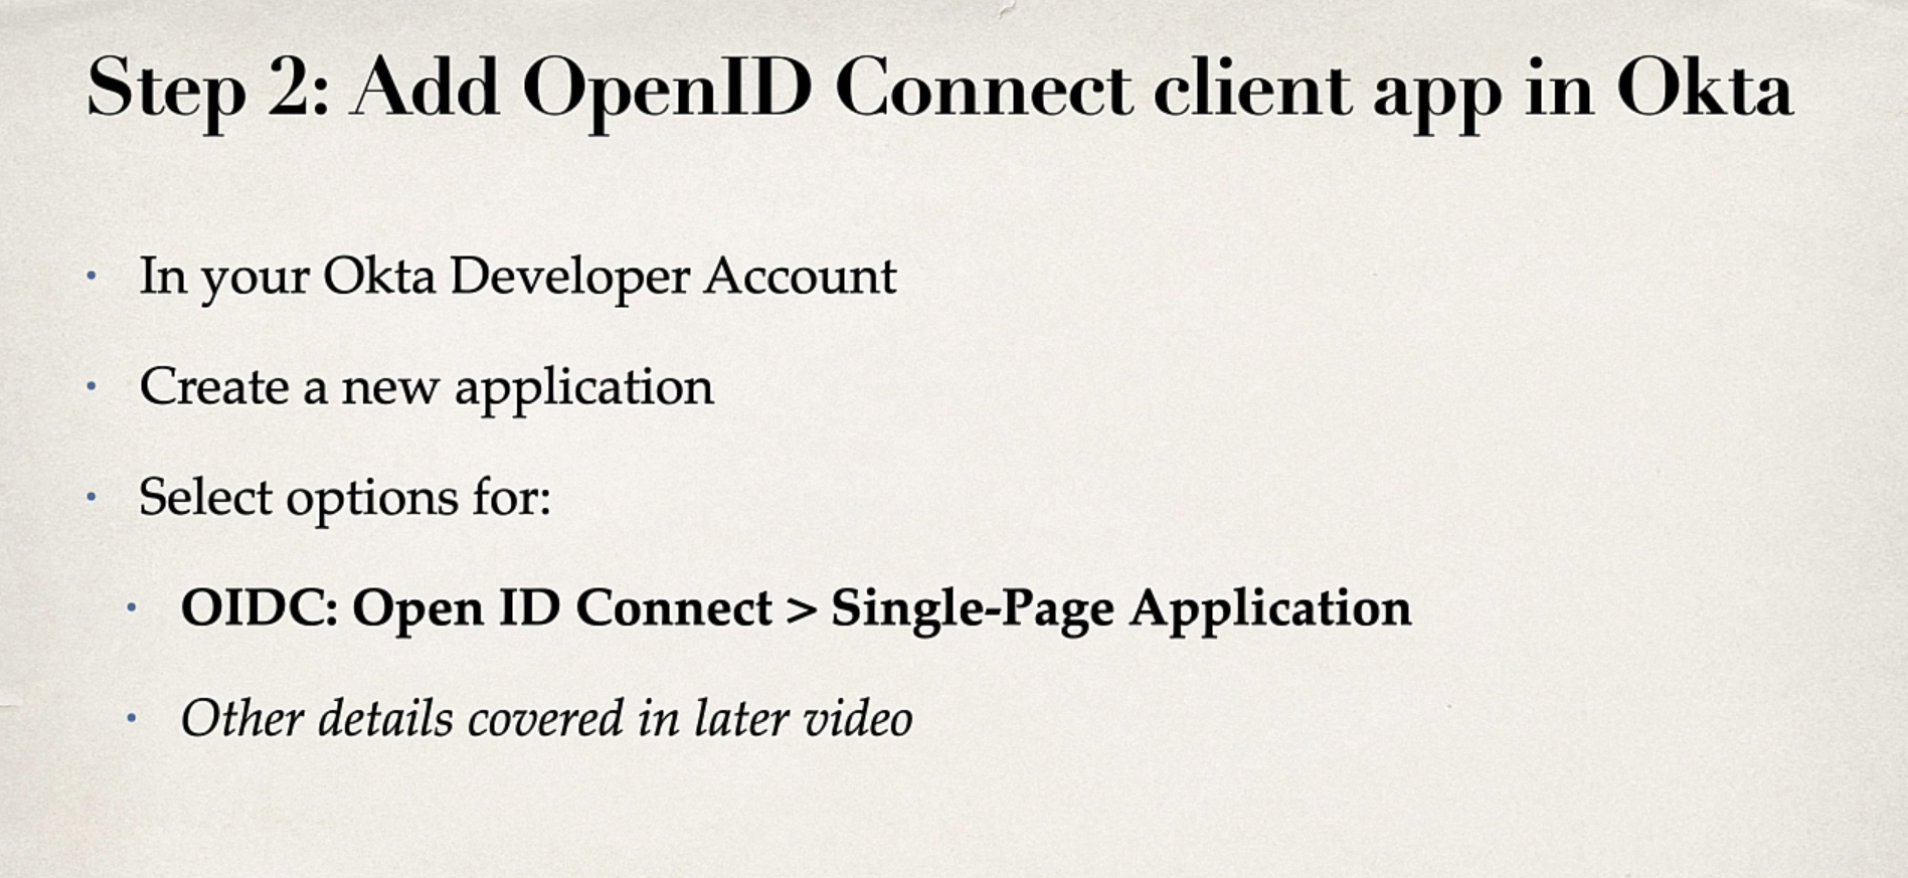 Step 2: Add OpenID Connect client app in Okta
In your Okta Developer Account
Create a new application
Select options for:
OIDC: Open ID Connect > Single-Page Application
Other details covered in later video